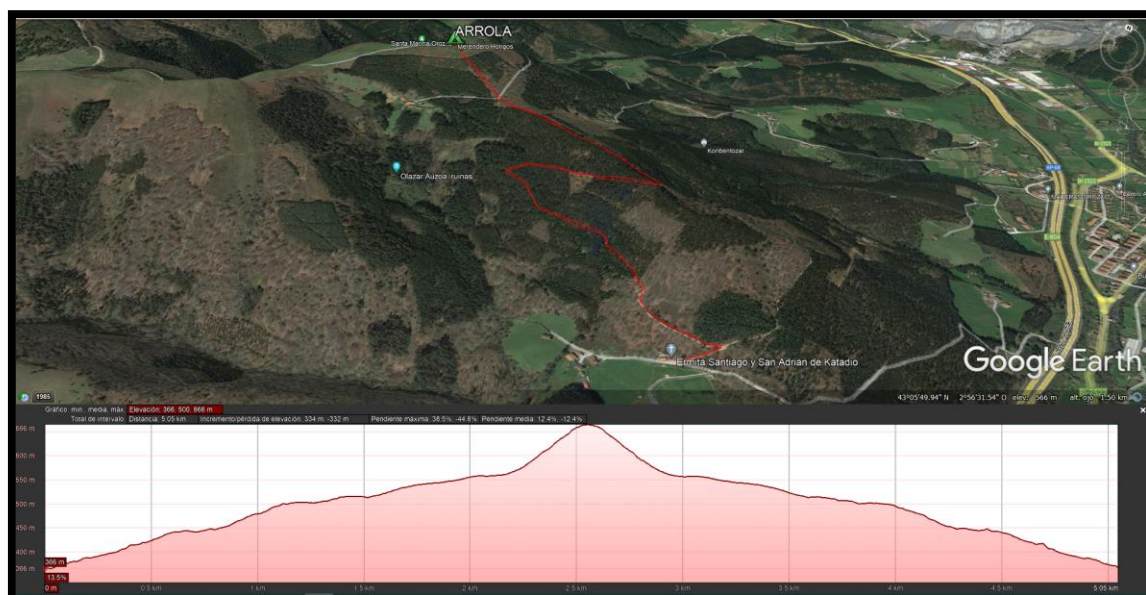 ARROLA
Santa Marina Oroz
Merendero Hongos
Konbentozar
Olazar Auzoa ruinas
Ermita Santiago y San Adrian de Katadio
Google Earth
1985
43º05'49.94" N 2º56'31.54" O elev. 566 m alt. ojo 1.50 km
Gráfico: mín., media, máx. Elevación: 366, 500, 666 m
Total de intervalo Distancia: 5.05 km Incremento/pérdida de elevación: 334 m, -332 m Pendiente máxima: 38.5%, -44.6% Pendiente media: 12.4%, -12.4%
666 m
600 m
550 m
500 m
450 m
400 m
366 m
366 m
13.5%
0 m 0.5 km 1 km 1.5 km 2 km 2.5 km 3 km 3.5 km 4 km 4.5 km 5.05 km